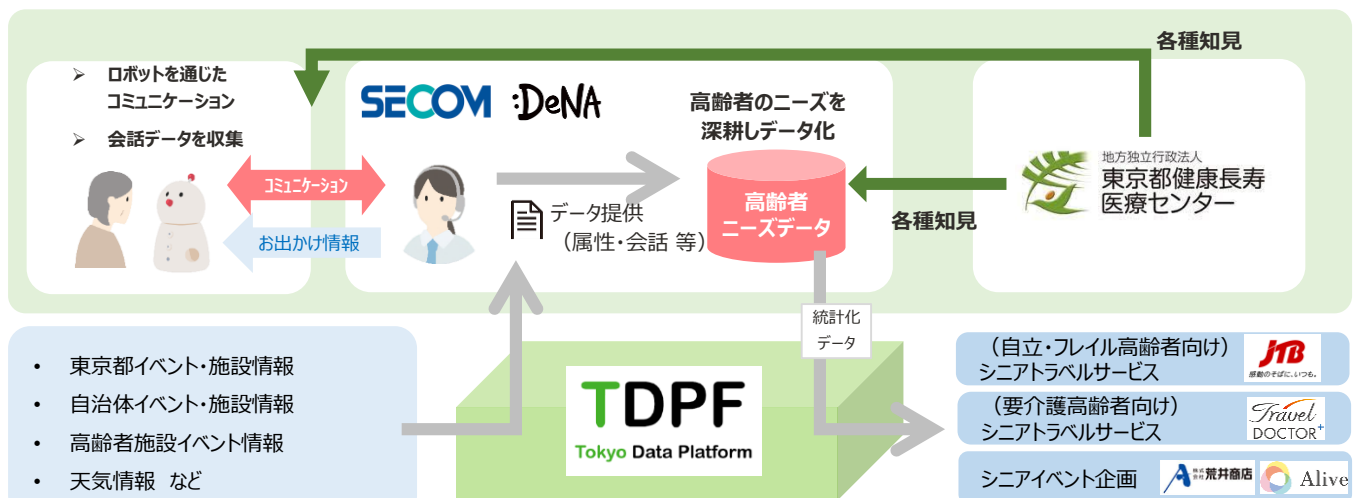 各種知見
➢ ロボットを通じた
コミュニケーション
➢ 会話データを収集
SECOM :DeNA
高齢者のニーズを
深耕しデータ化
コミュニケーション
お出かけ情報
データ提供
（属性・会話 等）
高齢者
ニーズデータ
各種知見
地方独立行政法人
東京都健康長寿
医療センター
統計化
データ
• 東京都イベント・施設情報
• 自治体イベント・施設情報
• 高齢者施設イベント情報
• 天気情報 など
TDPF
Tokyo Data Platform
（自立・フレイル高齢者向け）
シニアトラベルサービス
JTB
感動のそばに、いつも。
（要介護高齢者向け）
シニアトラベルサービス
Travel
DOCTOR+
シニアイベント企画
株式会社荒井商店
Alive